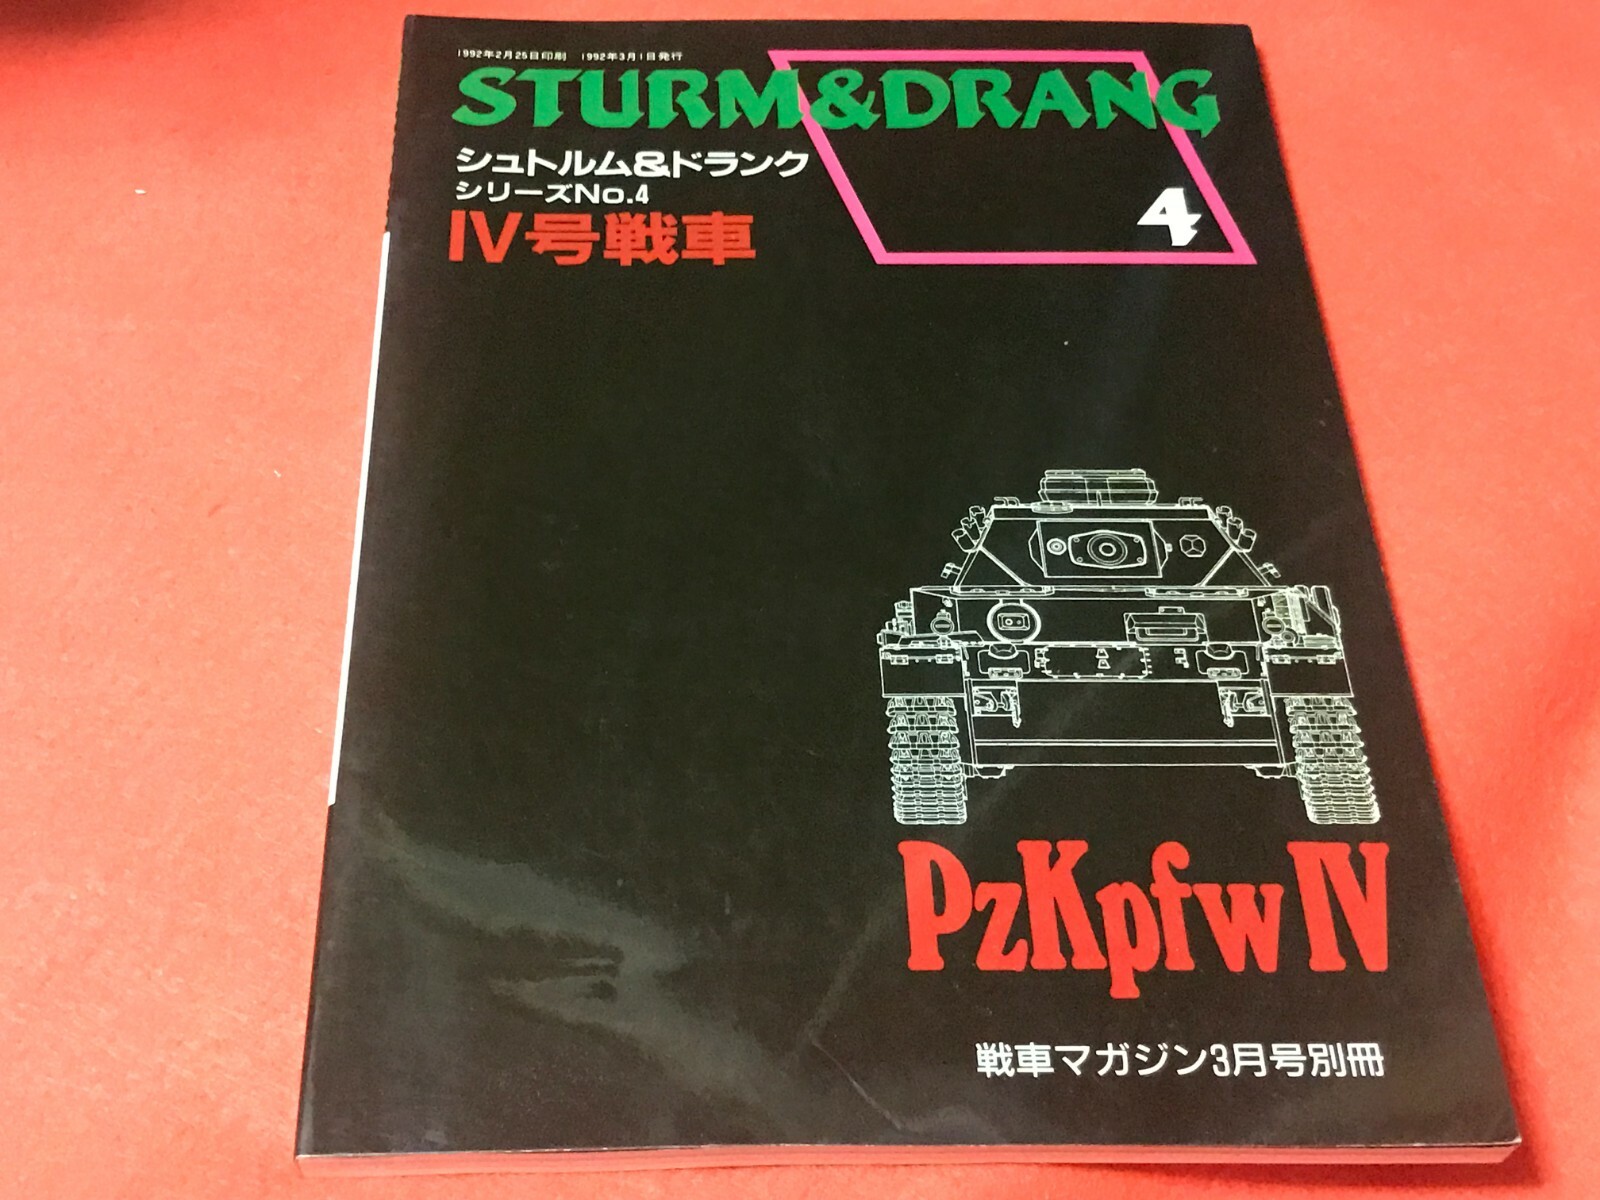 1992年2月25日印刷 1992年3月1日発行
STURM&DRANG
シュトルム&ドランク
シリーズNo.4
IV号戦車
4
PzKpfw IV
戦車マガジン3月号別冊